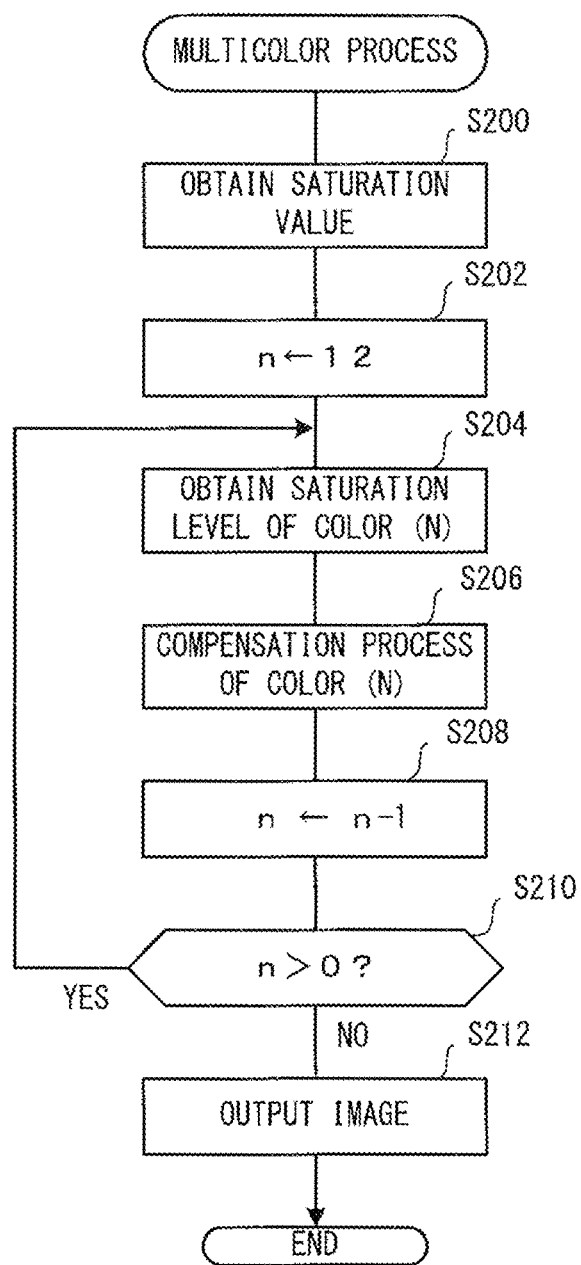 MULTICOLOR PROCESS
S200
OBTAIN SATURATION
VALUE
S202
n ← 1 2
S204
OBTAIN SATURATION
LEVEL OF COLOR (N)
S206
COMPENSATION PROCESS
OF COLOR (N)
S208
n ← n-1
S210
n > 0 ?
YES
NO
S212
OUTPUT IMAGE
END